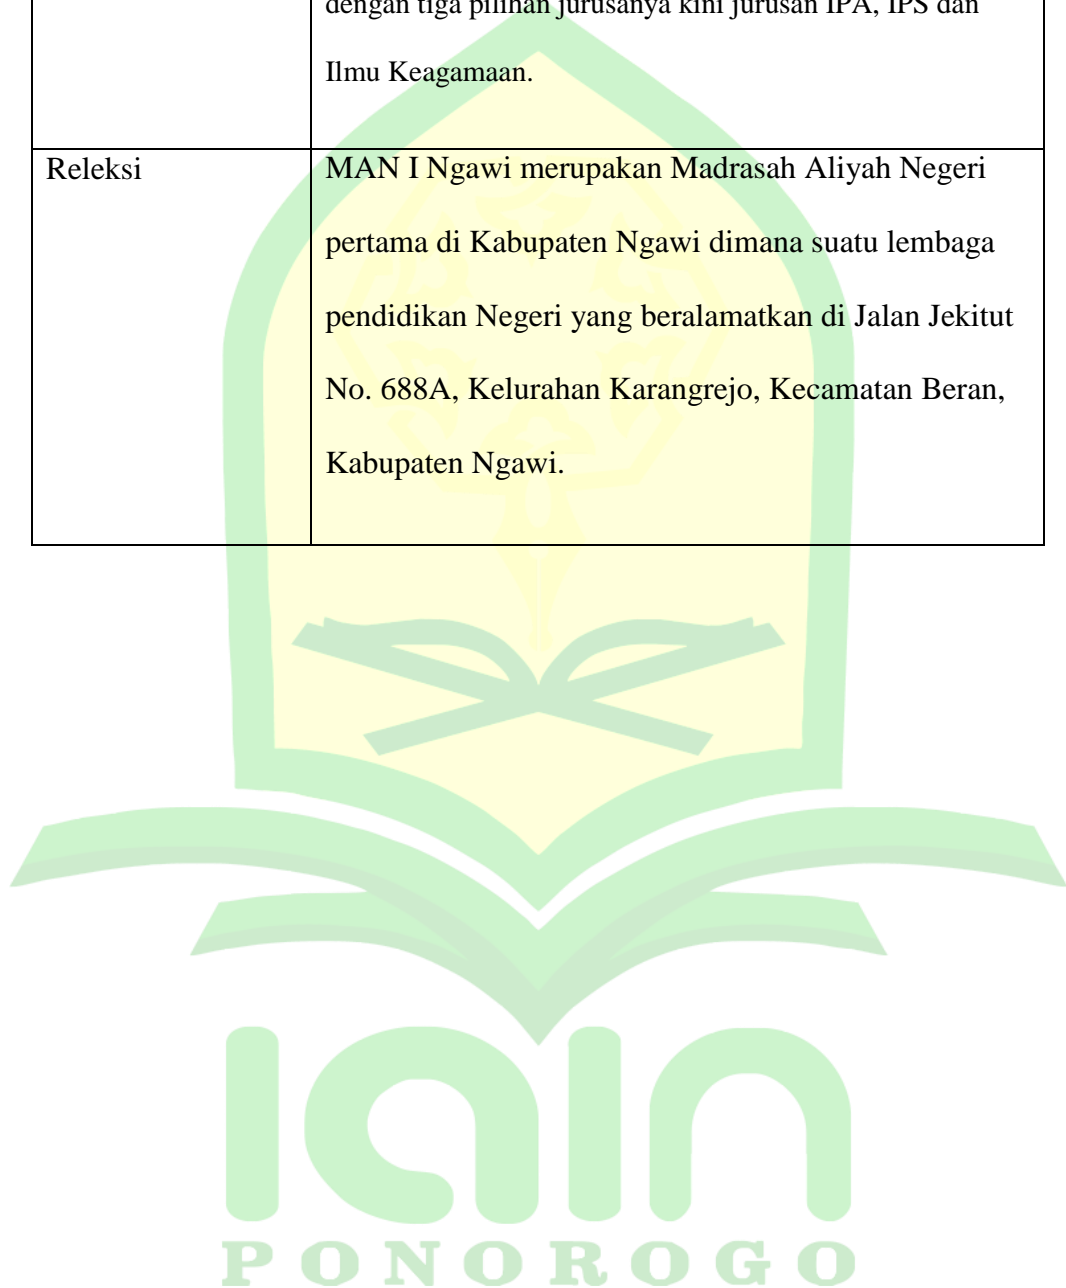 dengan tiga pilihan jurusanya kini jurusan IPA, IPS dan
Ilmu Keagamaan.
Releksi
MAN I Ngawi merupakan Madrasah Aliyah Negeri
pertama di Kabupaten Ngawi dimana suatu lembaga
pendidikan Negeri yang beralamatkan di Jalan Jekitut
No. 688A, Kelurahan Karangrejo, Kecamatan Beran,
Kabupaten Ngawi.
iain
PONOROGO